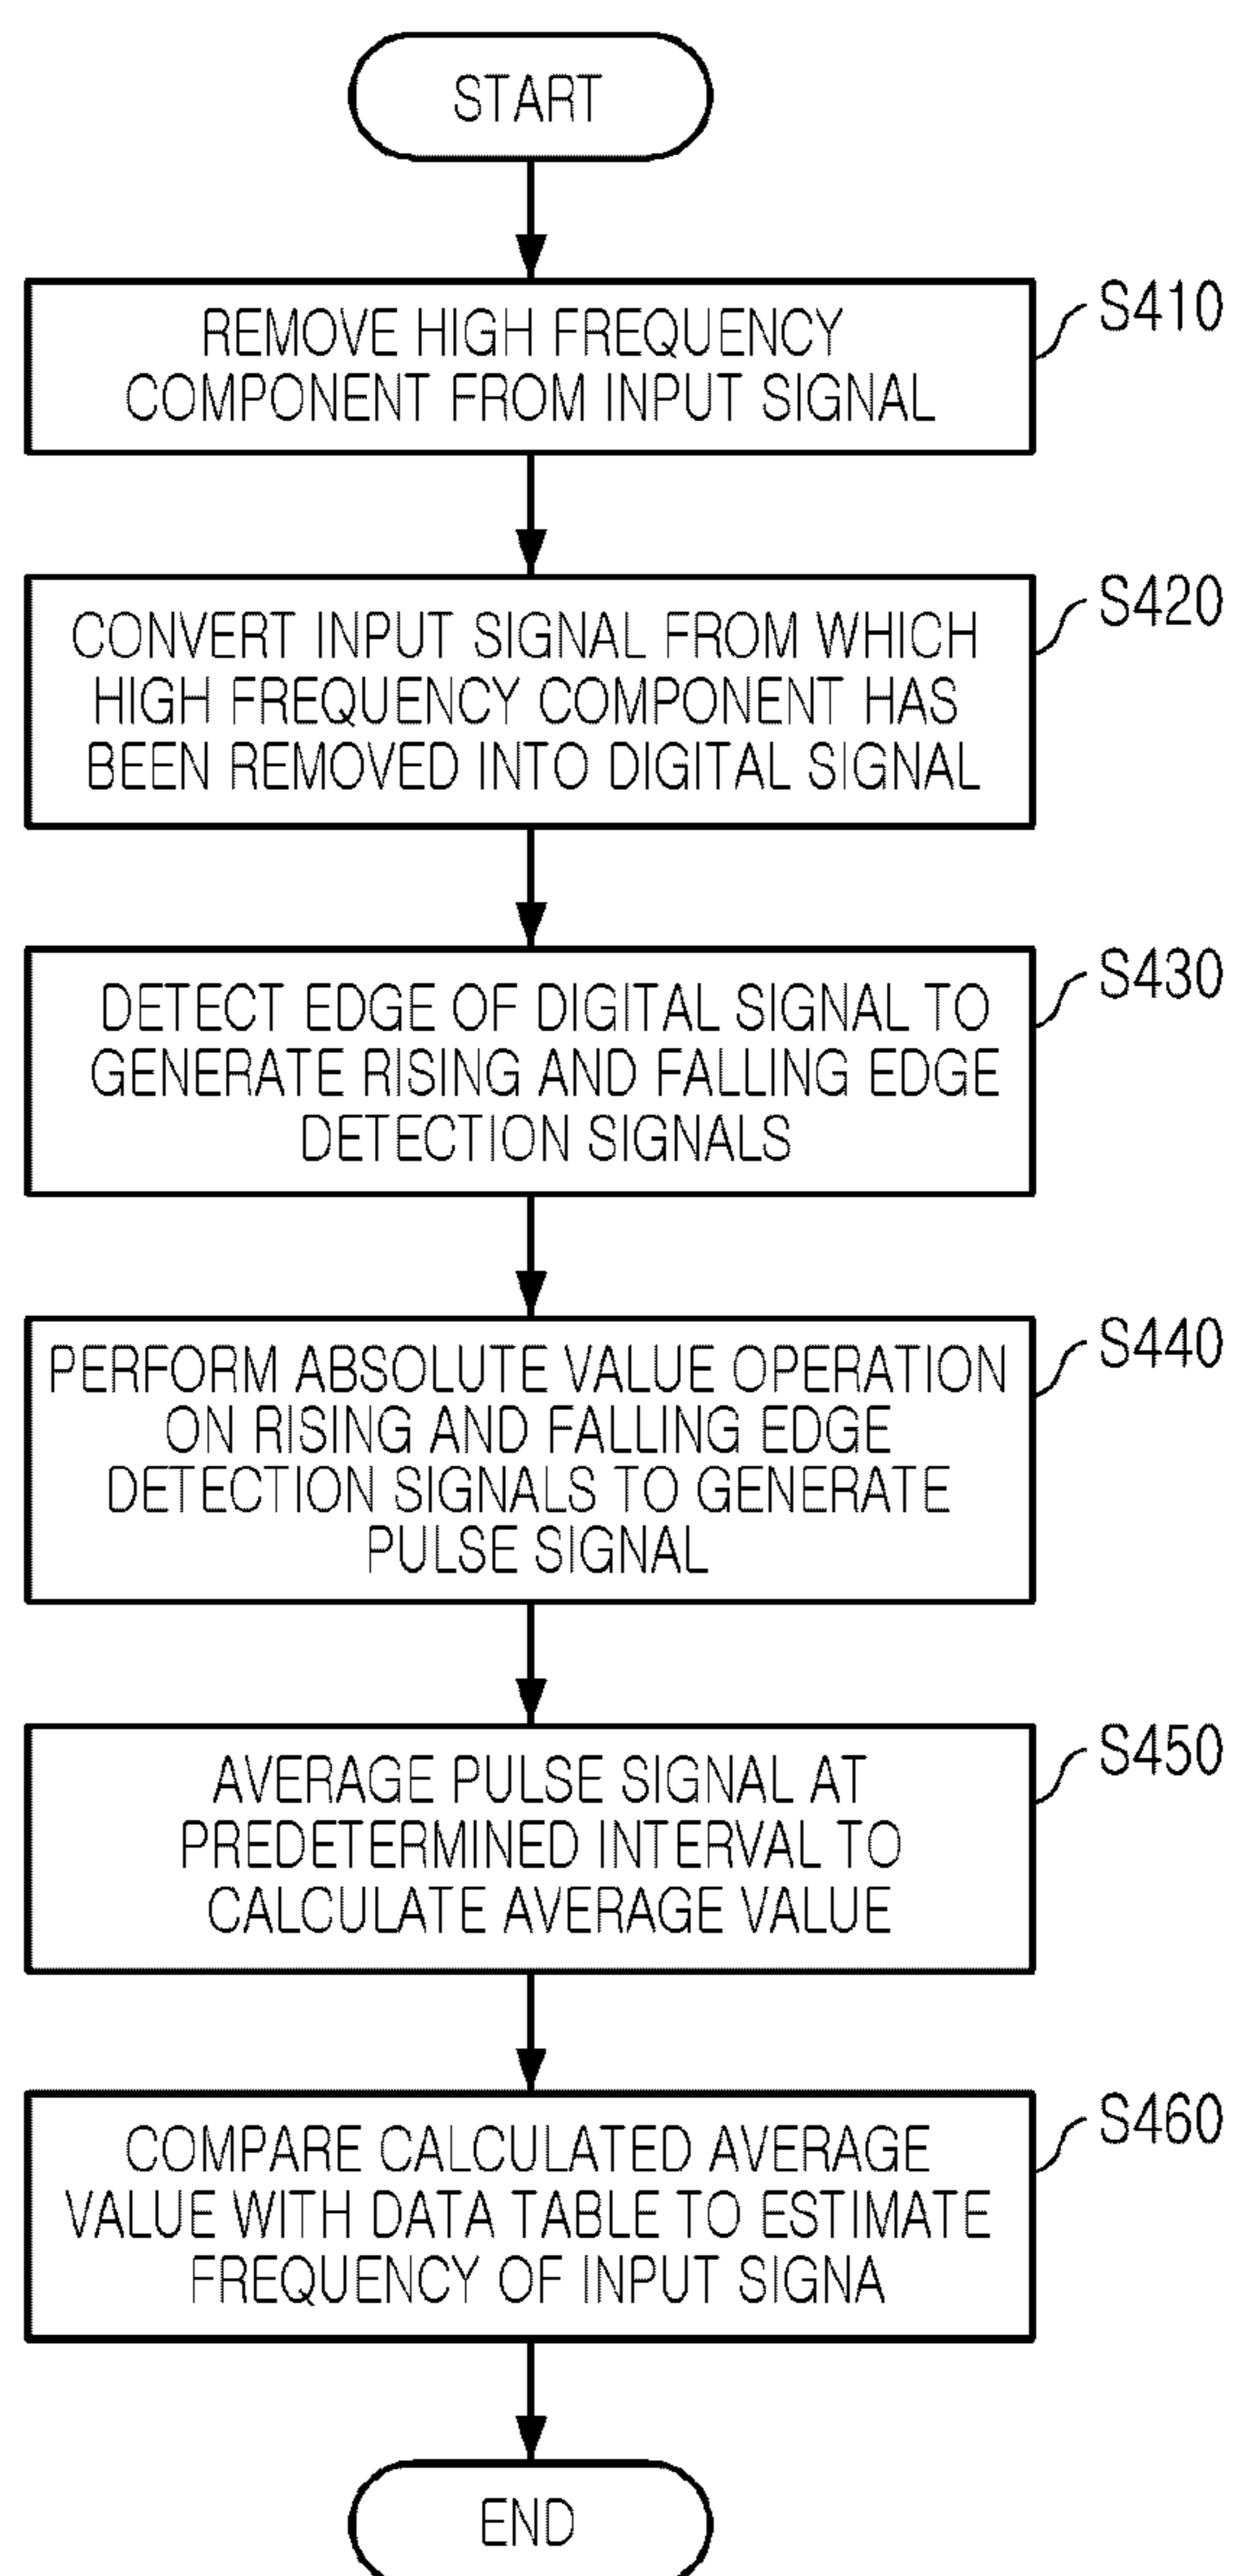 START
REMOVE HIGH FREQUENCY
COMPONENT FROM INPUT SIGNAL
S410
CONVERT INPUT SIGNAL FROM WHICH
HIGH FREQUENCY COMPONENT HAS
BEEN REMOVED INTO DIGITAL SIGNAL
S420
DETECT EDGE OF DIGITAL SIGNAL TO
GENERATE RISING AND FALLING EDGE
DETECTION SIGNALS
S430
PERFORM ABSOLUTE VALUE OPERATION
ON RISING AND FALLING EDGE
DETECTION SIGNALS TO GENERATE
PULSE SIGNAL
S440
AVERAGE PULSE SIGNAL AT
PREDETERMINED INTERVAL TO
CALCULATE AVERAGE VALUE
S450
COMPARE CALCULATED AVERAGE
VALUE WITH DATA TABLE TO ESTIMATE
FREQUENCY OF INPUT SIGNA
S460
END